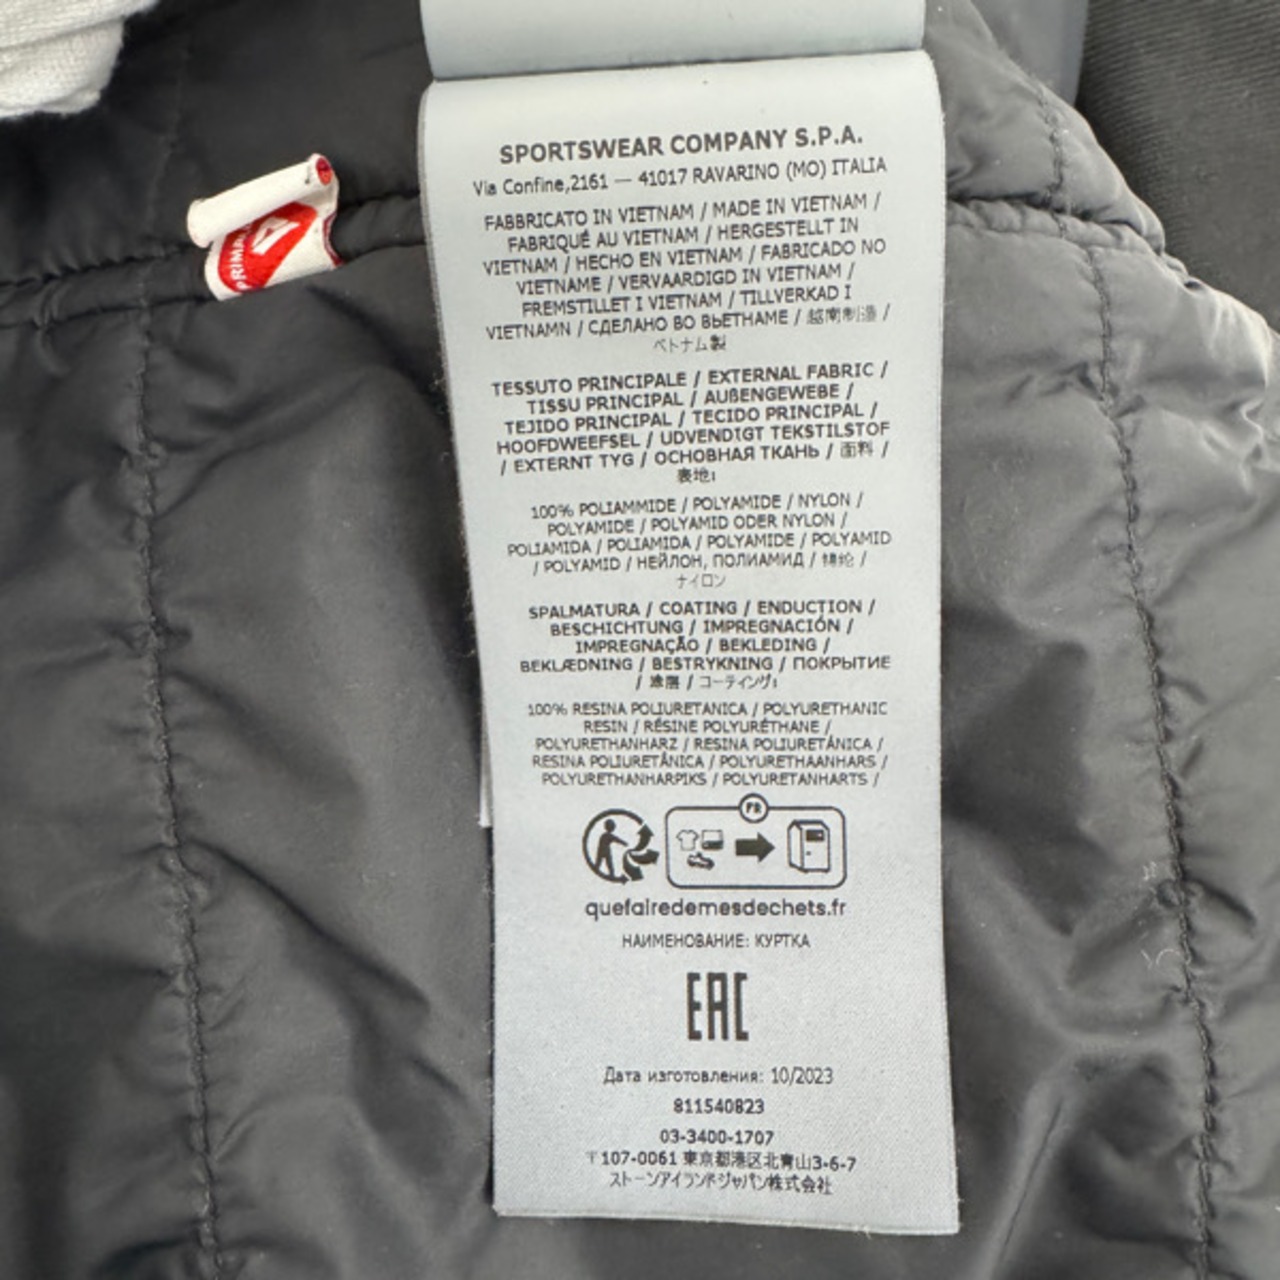 SPORTSWEAR COMPANY S.P.A.
Via Confine,2161 — 41017 RAVARINO (MO) ITALIA
FABBRICATO IN VIETNAM / MADE IN VIETNAM /
FABRIQUÉ AU VIETNAM / HERGESTELLT IN
VIETNAM / HECHO EN VIETNAM / FABRICADO NO
VIETNAME / VERVAARDIGD IN VIETNAM /
FREMSTILLET I VIETNAM / TILLVERKAD I
VIETNAMN / СДЕЛАНО ВО ВЬЕТНАМЕ / 越南制造 /
ベトナム製
TESSUTO PRINCIPALE / EXTERNAL FABRIC /
TISSU PRINCIPAL / AUßENGEWEBE /
TEJIDO PRINCIPAL / TECIDO PRINCIPAL /
HOOFDWEEFSEL / UDVENDIGT TEKSTILSTOF
/ EXTERNT TYG / ОСНОВНАЯ ТКАНЬ / 面料 /
表地:
100% POLIAMMIDE / POLYAMIDE / NYLON /
POLYAMIDE / POLYAMID ODER NYLON /
POLIAMIDA / POLIAMIDA / POLYAMIDE / POLYAMID
/ POLYAMID / НЕЙЛОН, ПОЛИАМИД / 锦纶 /
ナイロン
SPALMATURA / COATING / ENDUCTION /
BESCHICHTUNG / IMPREGNACIÓN /
IMPREGNAÇÃO / BEKLEDING /
BEKLÆDNING / BESTRYKNING / ПОКРЫТИЕ
/ 涂层 / コーティング:
100% RESINA POLIURETANICA / POLYURETHANIC
RESIN / RÉSINE POLYURÉTHANE /
POLYURETHANHARZ / RESINA POLIURETÂNICA /
RESINA POLIURETÂNICA / POLYURETHAANHARS /
POLYURETHANHARPIKS / POLYURETANHARTS /
FR
quefairedemesdechets.fr
НАИМЕНОВАНИЕ: КУРТКА
EAC
Дата изготовления: 10/2023
811540823
03-3400-1707
〒107-0061 東京都港区北青山3-6-7
ストーンアイランドジャパン株式会社